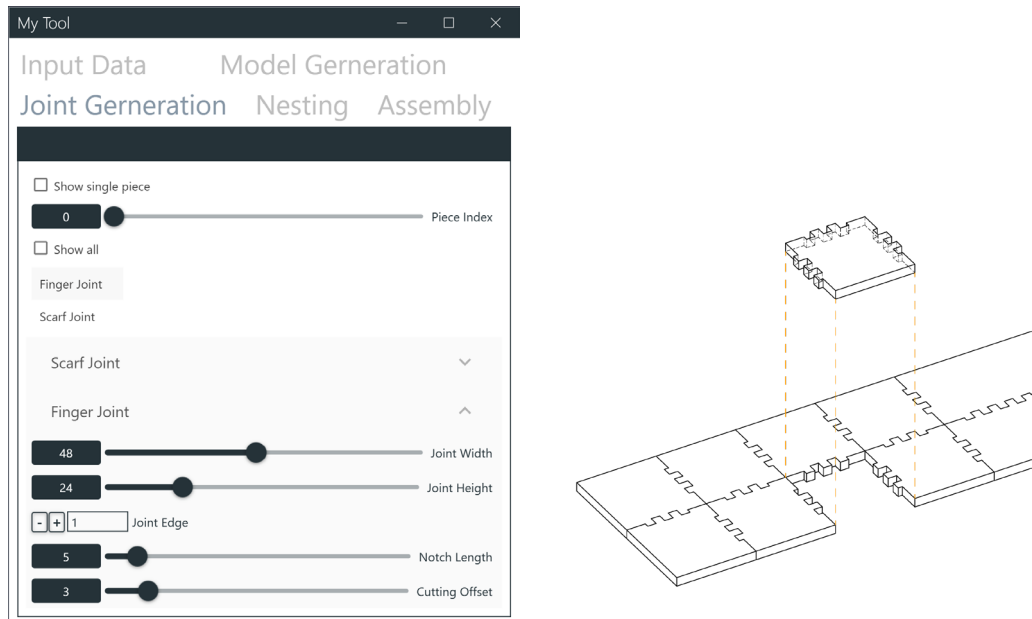 My Tool
Input Data Model Gerneration
Joint Gerneration Nesting Assembly
Show single piece
0 Piece Index
Show all
Finger Joint
Scarf Joint
Scarf Joint
Finger Joint
48 Joint Width
24 Joint Height
- + 1 Joint Edge
5 Notch Length
3 Cutting Offset